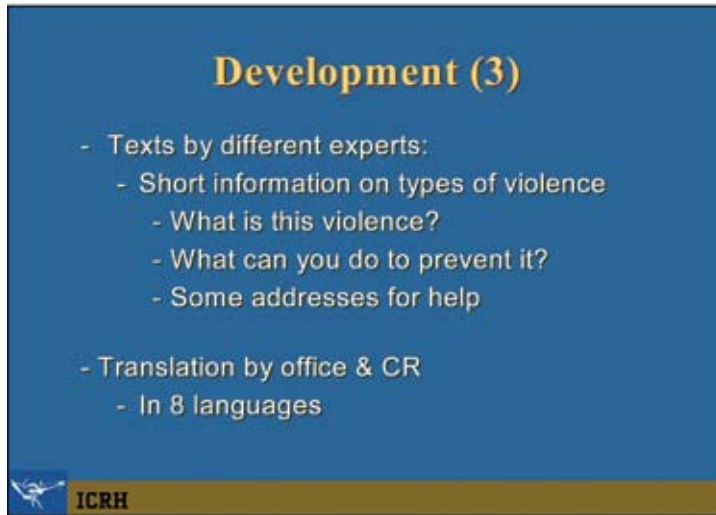 Development (3)
- Texts by different experts:
- Short information on types of violence
- What is this violence?
- What can you do to prevent it?
- Some addresses for help
- Translation by office & CR
- In 8 languages
ICRH